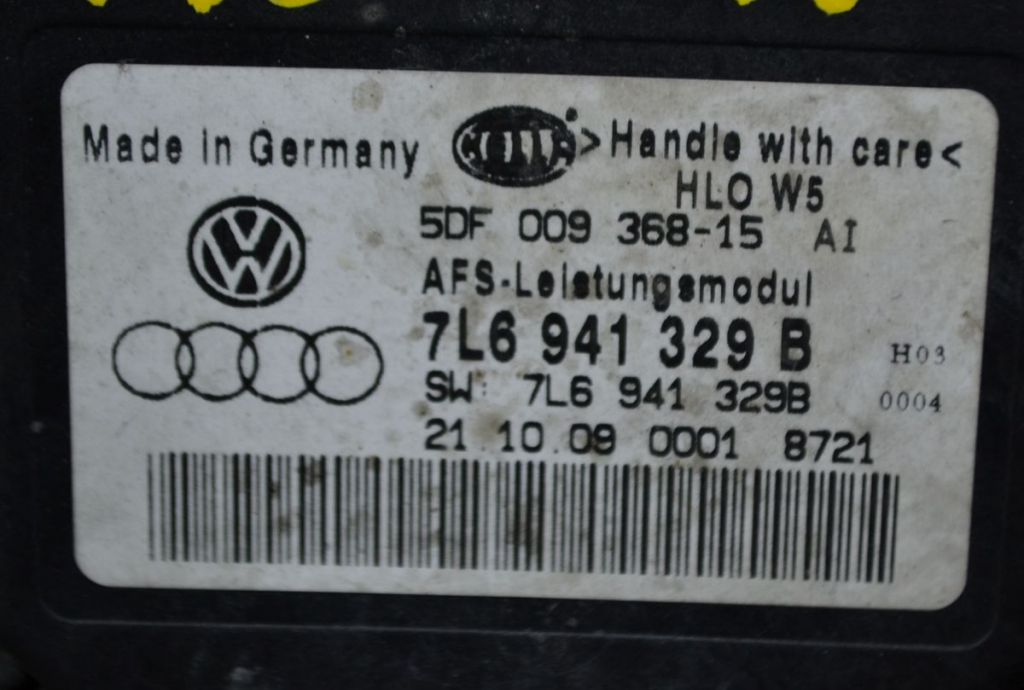 Made in Germany HELLA >Handle with care<
HLO W5
5DF 009 368-15 AI
AFS-Leistungsmodul
7L6 941 329 B H03
SW: 7L6 941 329B 0004
21.10.09 0001 8721